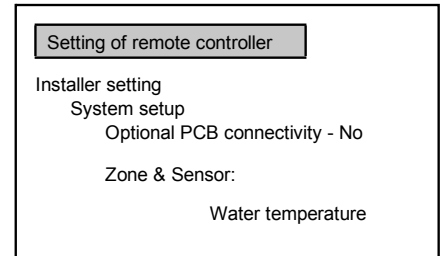 Setting of remote controller
Installer setting
System setup
Optional PCB connectivity - No
Zone & Sensor:
Water temperature